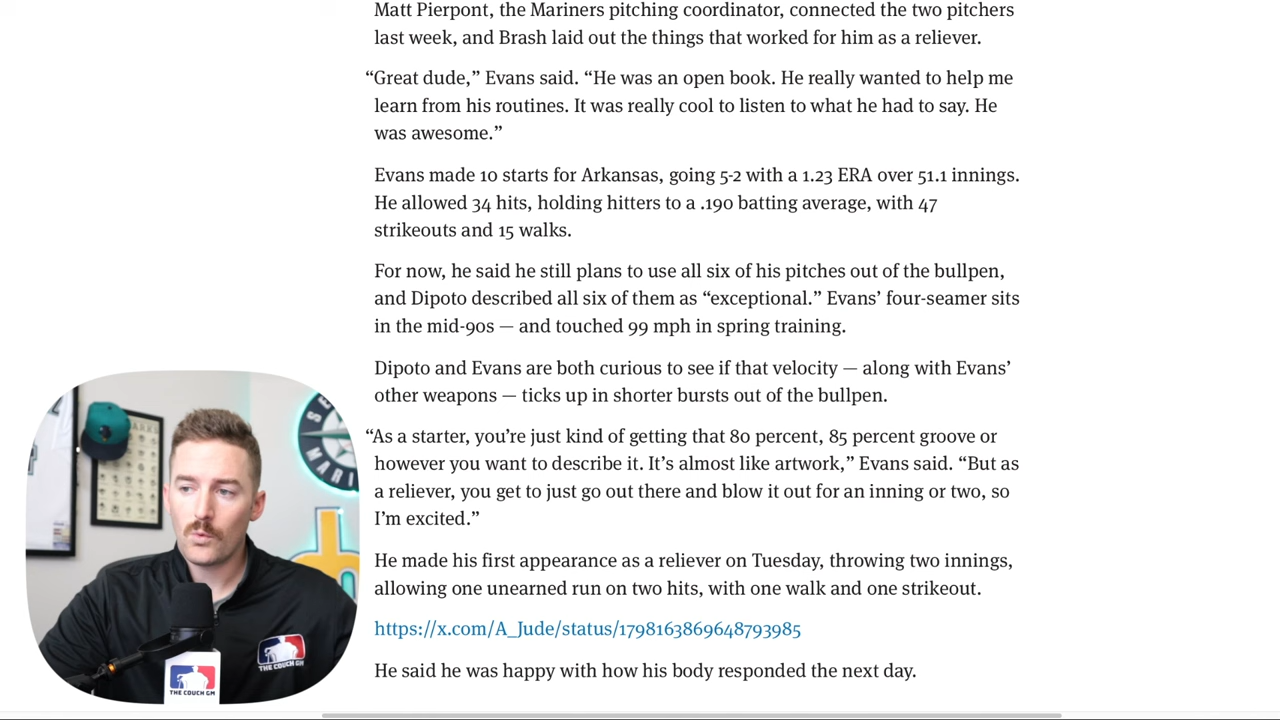 Matt Pierpont, the Mariners pitching coordinator, connected the two pitchers
last week, and Brash laid out the things that worked for him as a reliever.
“Great dude,” Evans said. “He was an open book. He really wanted to help me
learn from his routines. It was really cool to listen to what he had to say. He
was awesome.”
Evans made 10 starts for Arkansas, going 5-2 with a 1.23 ERA over 51.1 innings.
He allowed 34 hits, holding hitters to a .190 batting average, with 47
strikeouts and 15 walks.
For now, he said he still plans to use all six of his pitches out of the bullpen,
and Dipoto described all six of them as “exceptional.” Evans’ four-seamer sits
in the mid-90s — and touched 99 mph in spring training.
Dipoto and Evans are both curious to see if that velocity — along with Evans’
other weapons — ticks up in shorter bursts out of the bullpen.
“As a starter, you’re just kind of getting that 80 percent, 85 percent groove or
however you want to describe it. It’s almost like artwork,” Evans said. “But as
a reliever, you get to just go out there and blow it out for an inning or two, so
I’m excited.”
He made his first appearance as a reliever on Tuesday, throwing two innings,
allowing one unearned run on two hits, with one walk and one strikeout.
https://x.com/A_Jude/status/1798163869648793985
He said he was happy with how his body responded the next day.
THE COUCH GM
THE COUCH GM